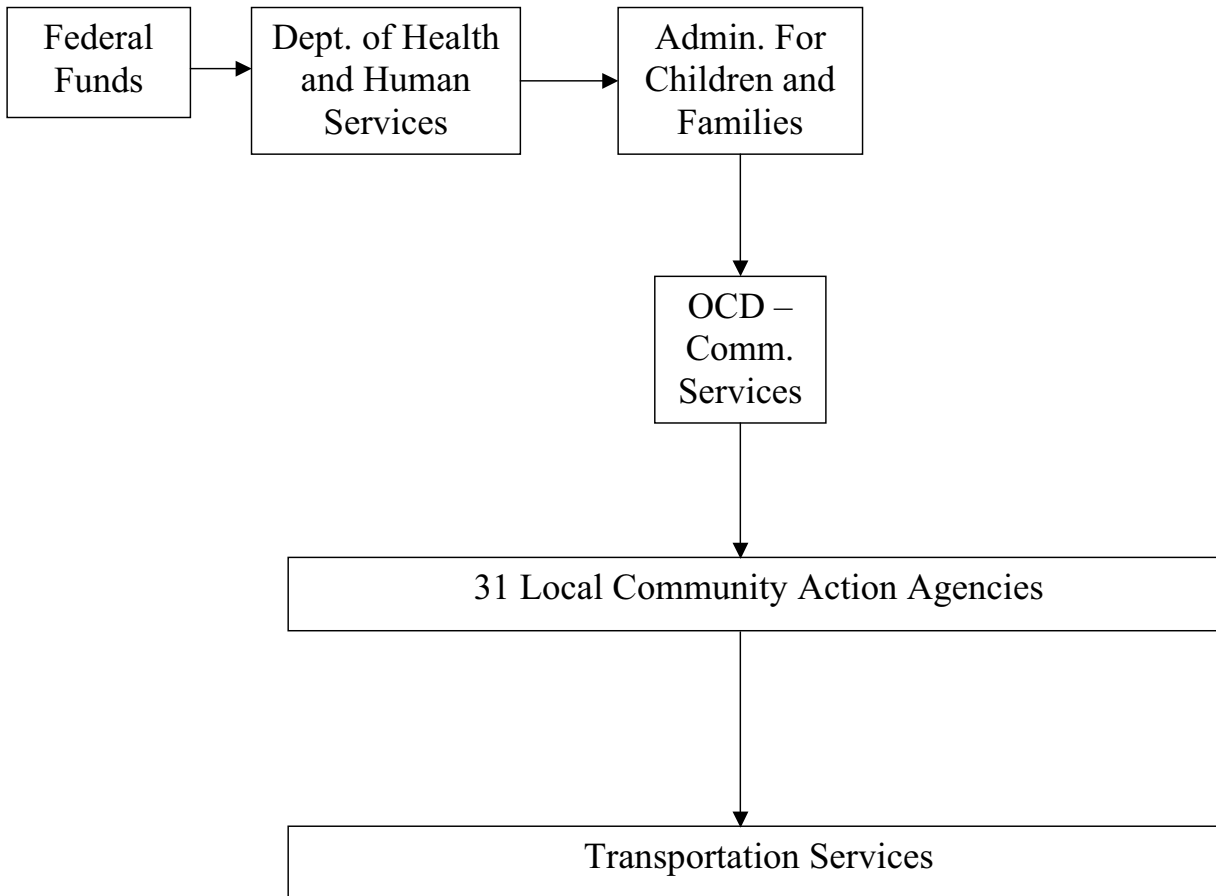 Federal
Funds
Dept. of Health
and Human
Services
Admin. For
Children and
Families
OCD –
Comm.
Services
31 Local Community Action Agencies
Transportation Services